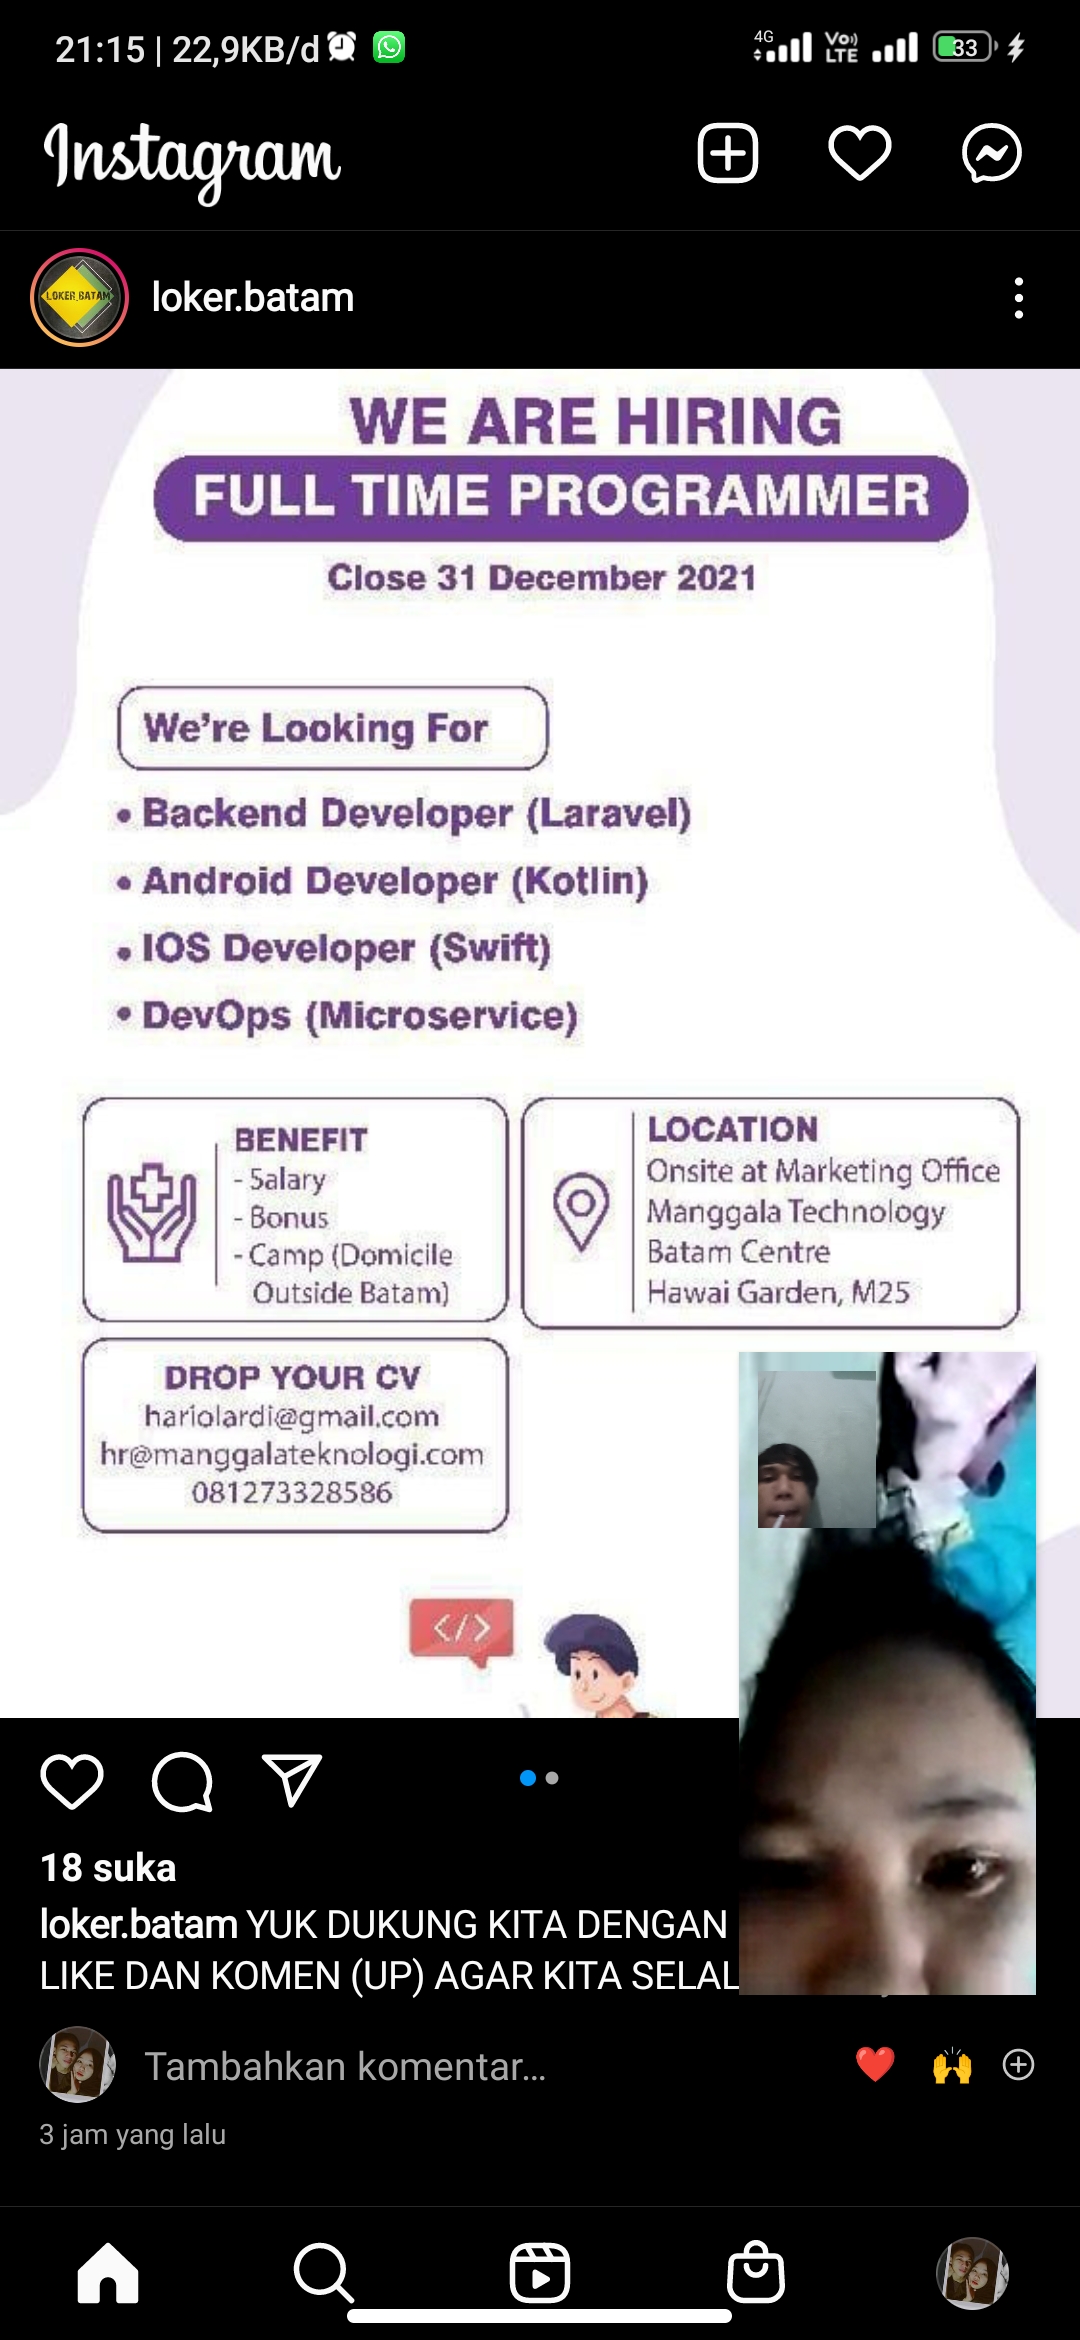 21:15 | 22,9KB/d
4G
Vo))
LTE
33
Instagram
LOKER_BATAM
loker.batam
WE ARE HIRING
FULL TIME PROGRAMMER
Close 31 December 2021
We're Looking For
• Backend Developer (Laravel)
• Android Developer (Kotlin)
• IOS Developer (Swift)
• DevOps (Microservice)
BENEFIT
- Salary
- Bonus
- Camp (Domicile
Outside Batam)
LOCATION
Onsite at Marketing Office
Manggala Technology
Batam Centre
Hawai Garden, M25
DROP YOUR CV
hariolardi@gmail.com
hr@manggalateknologi.com
081273328586
</>
18 suka
loker.batam YUK DUKUNG KITA DENGAN
LIKE DAN KOMEN (UP) AGAR KITA SELAL
Tambahkan komentar...
3 jam yang lalu